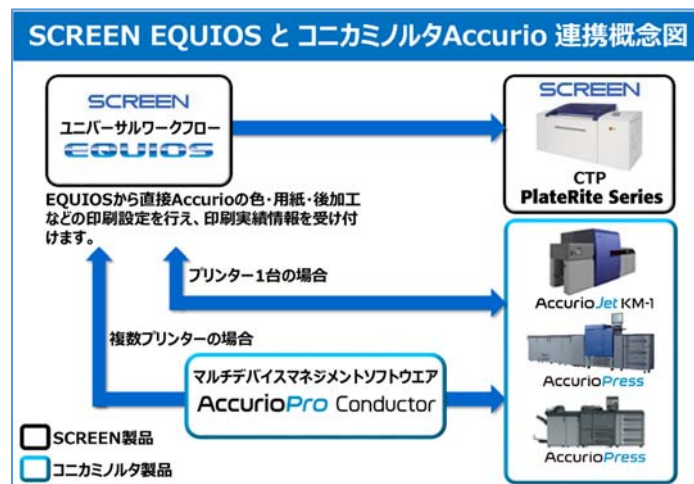 SCREEN EQUIOS と コニカミノルタAccurio 連携概念図
SCREEN
ユニバーサルワークフロー
EQUIOS
SCREEN
CTP
PlateRite Series
EQUIOSから直接Accurioの色・用紙・後加工
などの印刷設定を行え、印刷実績情報を受け付
けます。
プリンター1台の場合
AccurioJet KM-1
複数プリンターの場合
AccurioPress
マルチデバイスマネジメントソフトウエア
AccurioPro Conductor
AccurioPress
SCREEN製品
コニカミノルタ製品